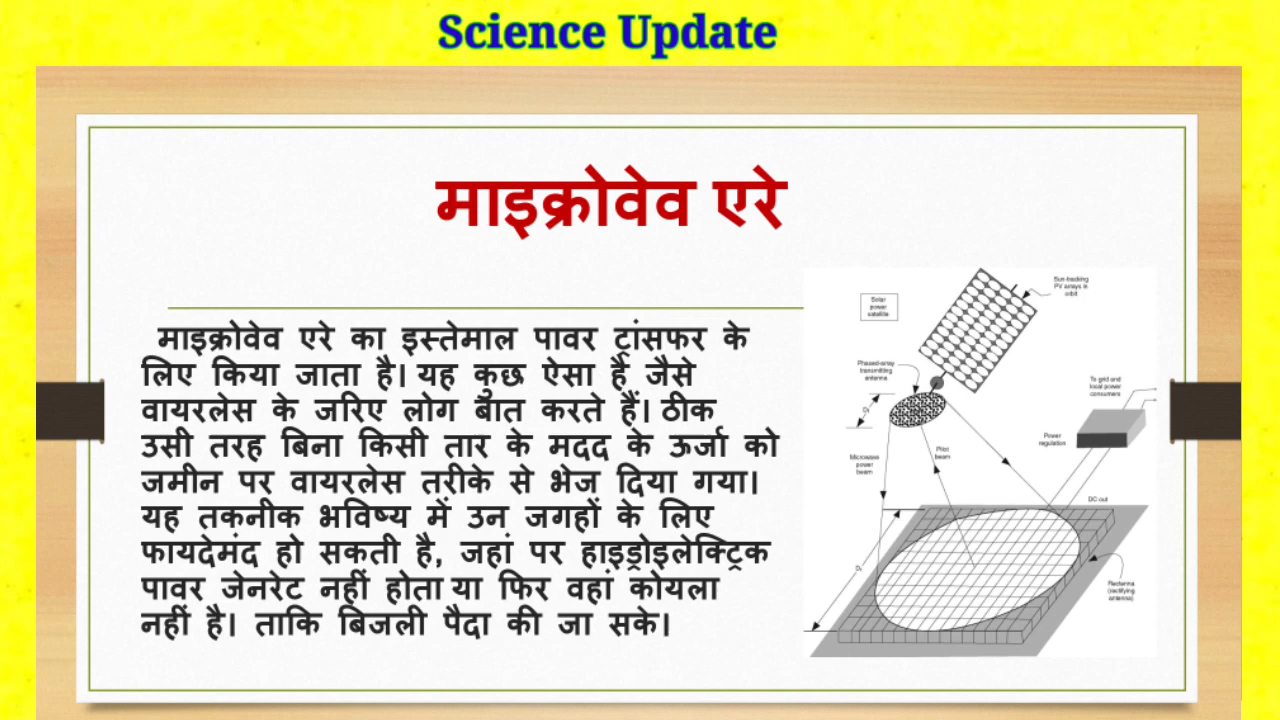 Science Update
माइक्रोवेव एरे
माइक्रोवेव एरे का इस्तेमाल पावर ट्रांसफर के
लिए किया जाता है। यह कुछ ऐसा है जैसे
वायरलेस के जरिए लोग बात करते हैं। ठीक
उसी तरह बिना किसी तार के मदद के ऊर्जा को
जमीन पर वायरलेस तरीके से भेज दिया गया।
यह तकनीक भविष्य में उन जगहों के लिए
फायदेमंद हो सकती है, जहां पर हाइड्रोइलेक्ट्रिक
पावर जेनरेट नहीं होता या फिर वहां कोयला
नहीं है। ताकि बिजली पैदा की जा सके।
Solar
power
satellite
Sun-tracking
PV arrays in
orbit
Phased-array
transmitting
antenna
To grid and
local power
consumers
Power
regulation
Microwave
power
beam
Pilot
beam
DC out
Rectenna
(rectifying
antenna)